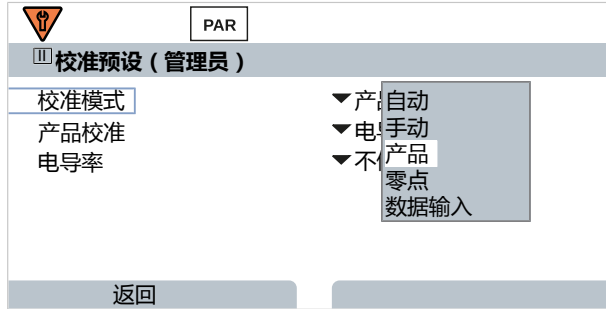 PAR
II 校准预设（管理员）
校准模式
产品校准
电导率
产
电
不
自动
手动
产品
零点
数据输入
返回